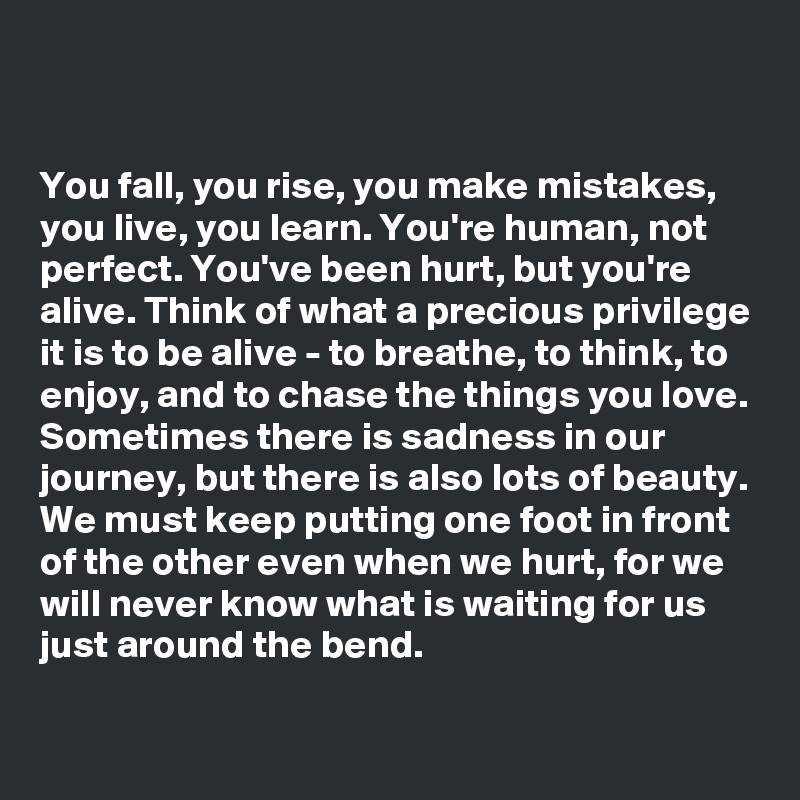 You fall, you rise, you make mistakes,
you live, you learn. You're human, not
perfect. You've been hurt, but you're
alive. Think of what a precious privilege
it is to be alive - to breathe, to think, to
enjoy, and to chase the things you love.
Sometimes there is sadness in our
journey, but there is also lots of beauty.
We must keep putting one foot in front
of the other even when we hurt, for we
will never know what is waiting for us
just around the bend.